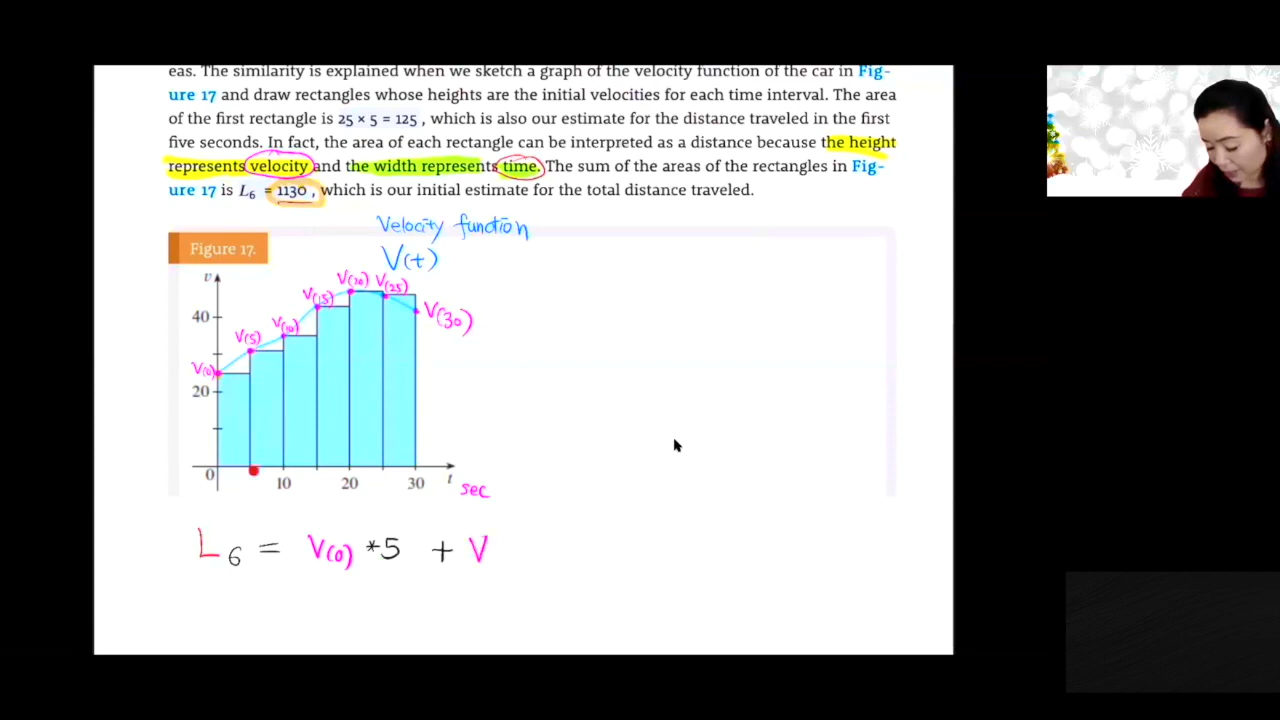 eas. The similarity is explained when we sketch a graph of the velocity function of the car in Fig-
ure 17 and draw rectangles whose heights are the initial velocities for each time interval. The area
of the first rectangle is 25 × 5 = 125 , which is also our estimate for the distance traveled in the first
five seconds. In fact, the area of each rectangle can be interpreted as a distance because the height
represents velocity and the width represents time. The sum of the areas of the rectangles in Fig-
ure 17 is L6 = 1130 , which is our initial estimate for the total distance traveled.
Velocity function
Figure 17.
V(t)
v
V(20) V(25)
V(15)
40
V(10)
V(30)
V(5)
V(0)
20
0
10 20 30 t
sec
L6 = V(0) *5 + V